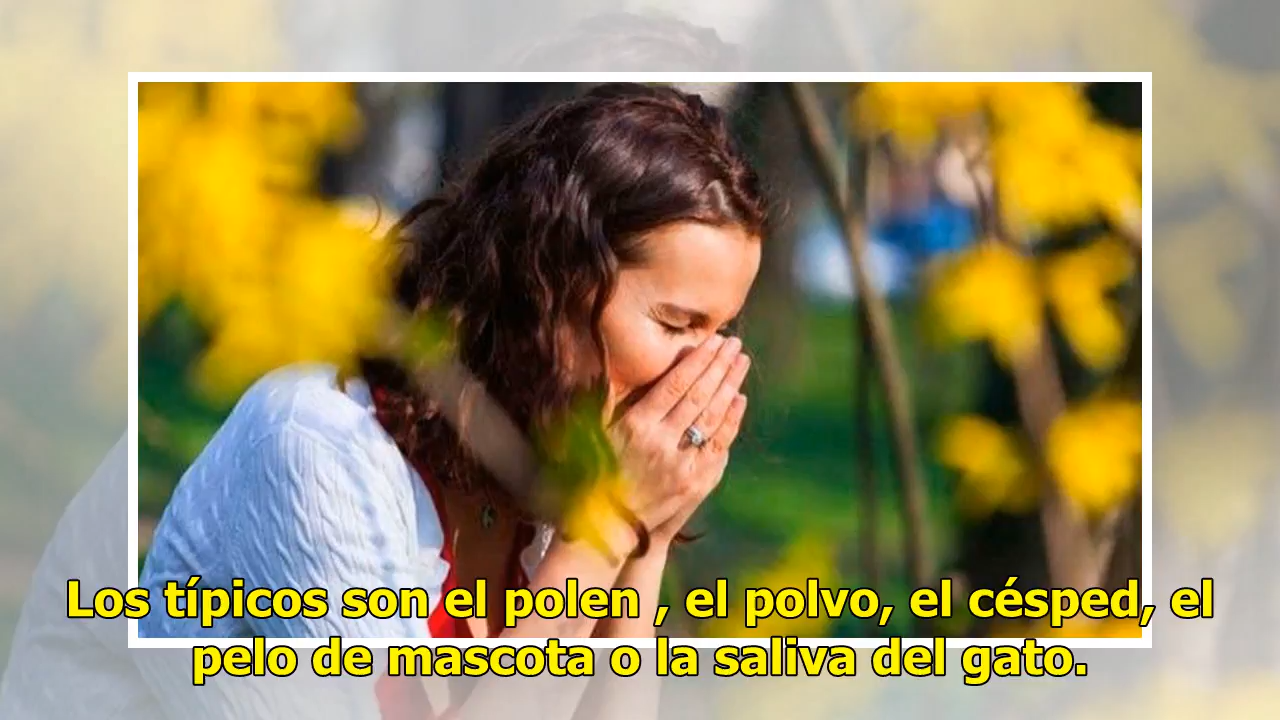 Los típicos son el polen , el polvo, el césped, el
pelo de mascota o la saliva del gato.